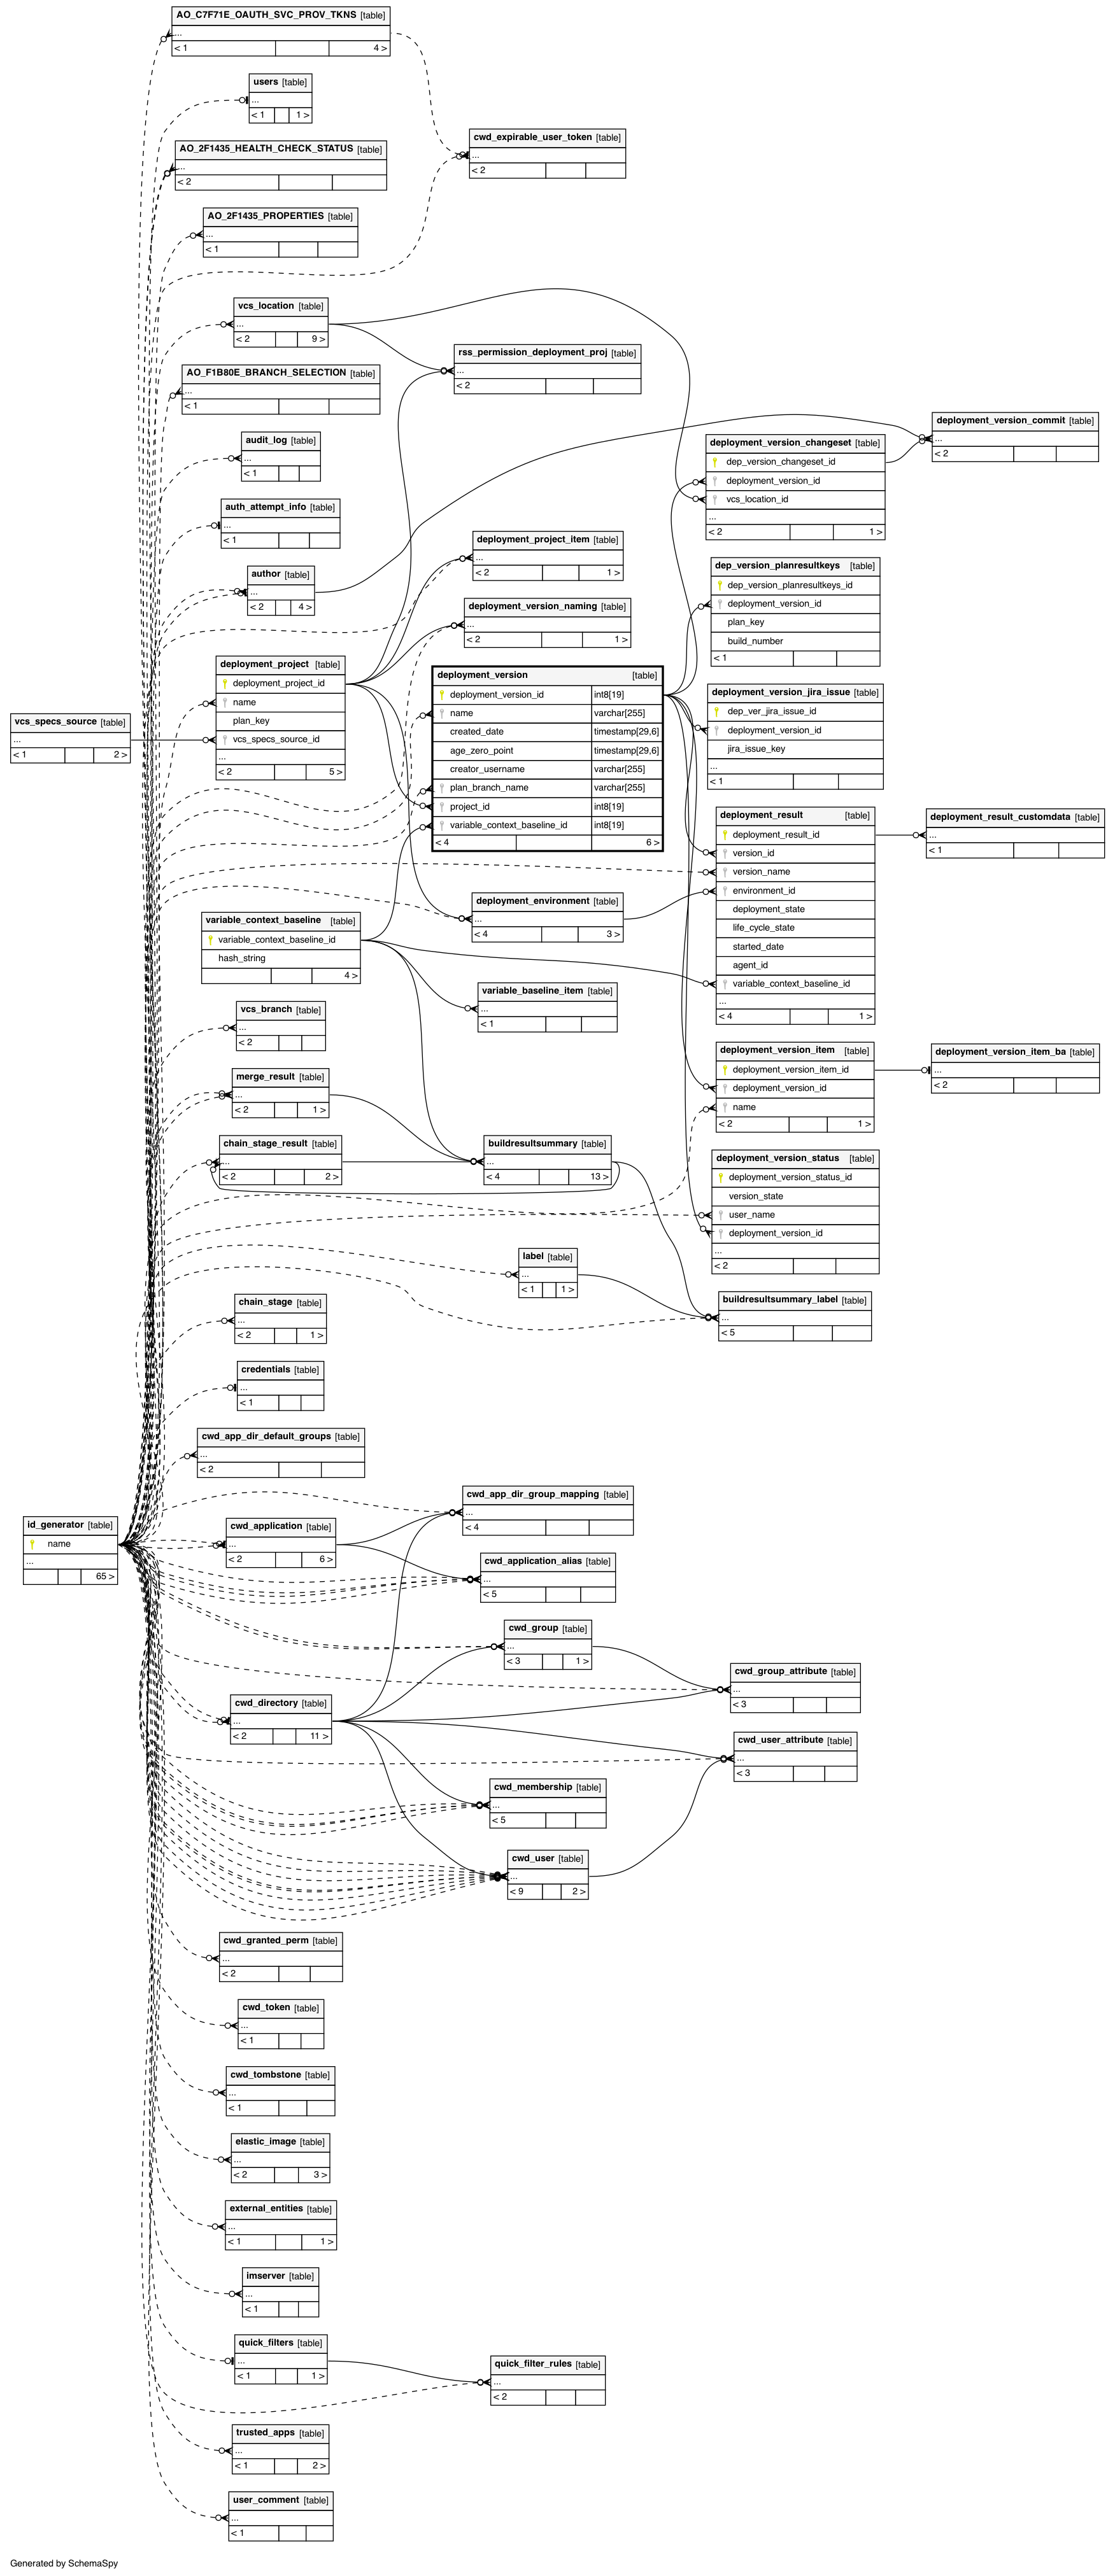 AO_C7F71E_OAUTH_SVC_PROV_TKNS [table]
...
< 1 4 >
users [table]
...
< 1 1 >
cwd_expirable_user_token [table]
...
< 2
AO_2F1435_HEALTH_CHECK_STATUS [table]
...
< 2
AO_2F1435_PROPERTIES [table]
...
< 1
vcs_location [table]
...
< 2 9 >
rss_permission_deployment_proj [table]
...
< 2
AO_F1B80E_BRANCH_SELECTION [table]
...
< 1
deployment_version_commit [table]
...
< 2
audit_log [table]
...
< 1
deployment_version_changeset [table]
dep_version_changeset_id
deployment_version_id
vcs_location_id
...
< 2 1 >
auth_attempt_info [table]
...
< 1
deployment_project_item [table]
...
< 2 1 >
dep_version_planresultkeys [table]
dep_version_planresultkeys_id
deployment_version_id
plan_key
build_number
< 1
author [table]
...
< 2 4 >
deployment_version_naming [table]
...
< 2 1 >
deployment_project [table]
deployment_project_id
name
plan_key
vcs_specs_source_id
...
< 2 5 >
vcs_specs_source [table]
...
< 1 2 >
deployment_version [table]
deployment_version_id int8[19]
name varchar[255]
created_date timestamp[29,6]
age_zero_point timestamp[29,6]
creator_username varchar[255]
plan_branch_name varchar[255]
project_id int8[19]
variable_context_baseline_id int8[19]
< 4 6 >
deployment_version_jira_issue [table]
dep_ver_jira_issue_id
deployment_version_id
jira_issue_key
...
< 1
deployment_result [table]
deployment_result_id
version_id
version_name
environment_id
deployment_state
life_cycle_state
started_date
agent_id
variable_context_baseline_id
...
< 4 1 >
deployment_result_customdata [table]
...
< 1
deployment_environment [table]
...
< 4 3 >
variable_context_baseline [table]
variable_context_baseline_id
hash_string
4 >
variable_baseline_item [table]
...
< 1
vcs_branch [table]
...
< 2
deployment_version_item [table]
deployment_version_item_id
deployment_version_id
name
< 2 1 >
deployment_version_item_ba [table]
...
< 2
merge_result [table]
...
< 2 1 >
chain_stage_result [table]
...
< 2 2 >
buildresultsummary [table]
...
< 4 13 >
deployment_version_status [table]
deployment_version_status_id
version_state
user_name
deployment_version_id
...
< 2
label [table]
...
< 1 1 >
buildresultsummary_label [table]
...
< 5
chain_stage [table]
...
< 2 1 >
credentials [table]
...
< 1
cwd_app_dir_default_groups [table]
...
< 2
cwd_app_dir_group_mapping [table]
...
< 4
id_generator [table]
name
...
65 >
cwd_application [table]
...
< 2 6 >
cwd_application_alias [table]
...
< 5
cwd_group [table]
...
< 3 1 >
cwd_group_attribute [table]
...
< 3
cwd_directory [table]
...
< 2 11 >
cwd_user_attribute [table]
...
< 3
cwd_membership [table]
...
< 5
cwd_user [table]
...
< 9 2 >
cwd_granted_perm [table]
...
< 2
cwd_token [table]
...
< 1
cwd_tombstone [table]
...
< 1
elastic_image [table]
...
< 2 3 >
external_entities [table]
...
< 1 1 >
imserver [table]
...
< 1
quick_filters [table]
...
< 1 1 >
quick_filter_rules [table]
...
< 2
trusted_apps [table]
...
< 1 2 >
user_comment [table]
...
< 1
Generated by SchemaSpy